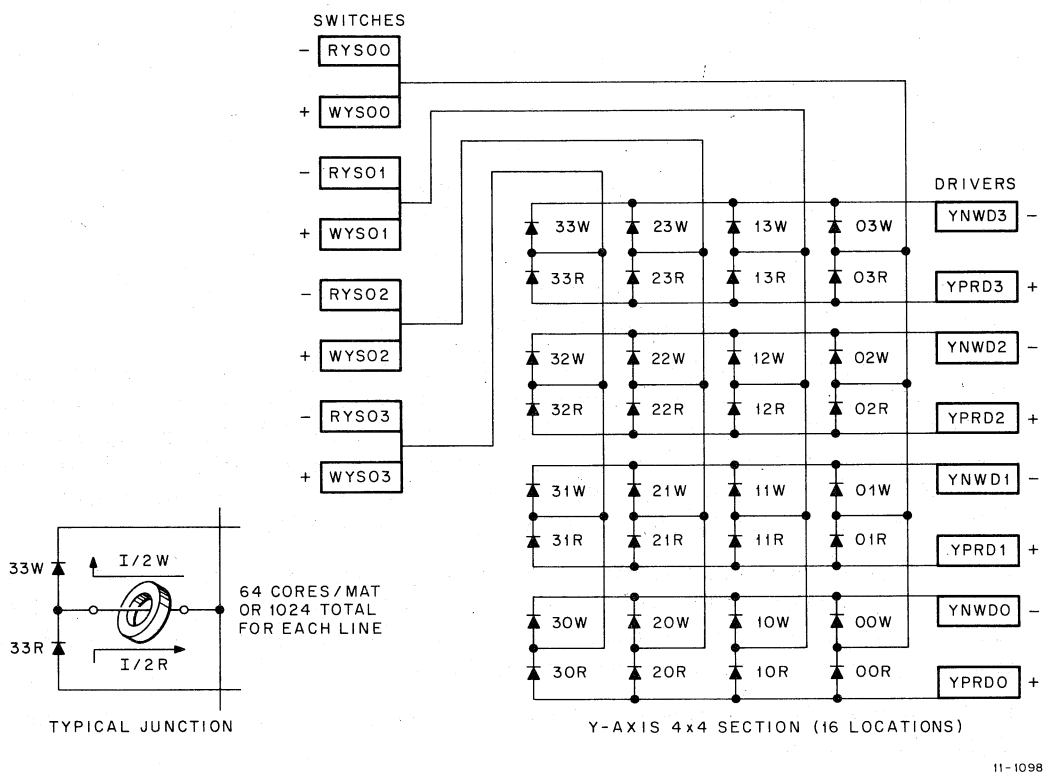 SWITCHES
- RYS00
+ WYS00
- RYS01
+ WYS01
- RYS02
+ WYS02
- RYS03
+ WYS03
DRIVERS
YNWD3 -
33W 23W 13W 03W
33R 23R 13R 03R
YPRD3 +
YNWD2 -
32W 22W 12W 02W
32R 22R 12R 02R
YPRD2 +
YNWD1 -
31W 21W 11W 01W
31R 21R 11R 01R
YPRD1 +
YNWD0 -
30W 20W 10W 00W
30R 20R 10R 00R
YPRD0 +
Y-AXIS 4x4 SECTION (16 LOCATIONS)
33W
I/2W
33R
I/2R
64 CORES/MAT
OR 1024 TOTAL
FOR EACH LINE
TYPICAL JUNCTION
11-1098